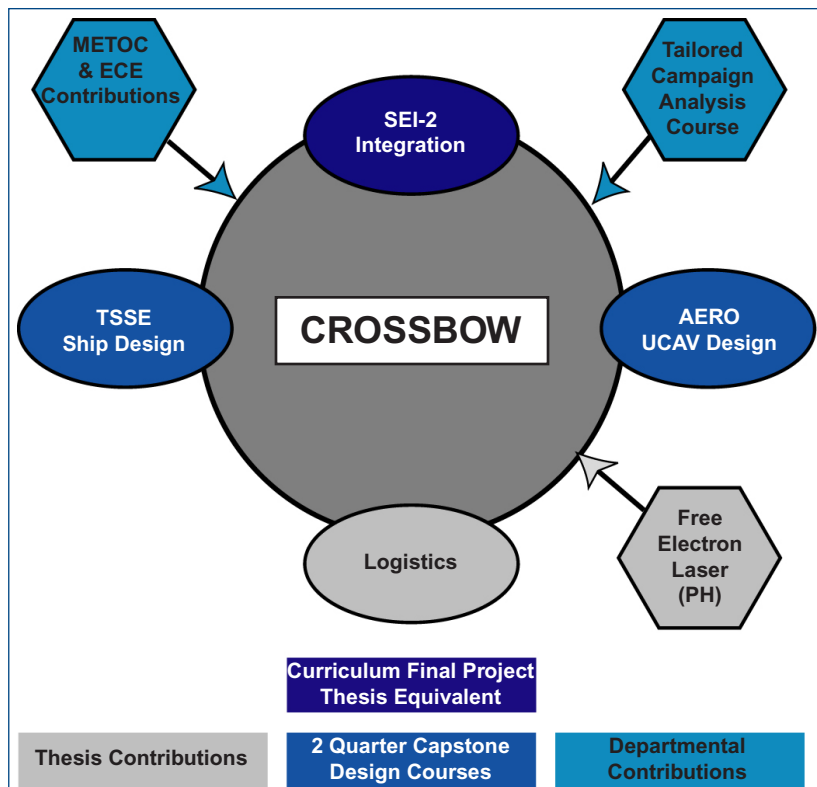 METOC
& ECE
Contributions
Tailored
Campaign
Analysis
Course
SEI-2
Integration
TSSE
Ship Design
CROSSBOW
AERO
UCAV Design
Logistics
Free
Electron
Laser
(PH)
Curriculum Final Project
Thesis Equivalent
Thesis Contributions
2 Quarter Capstone
Design Courses
Departmental
Contributions